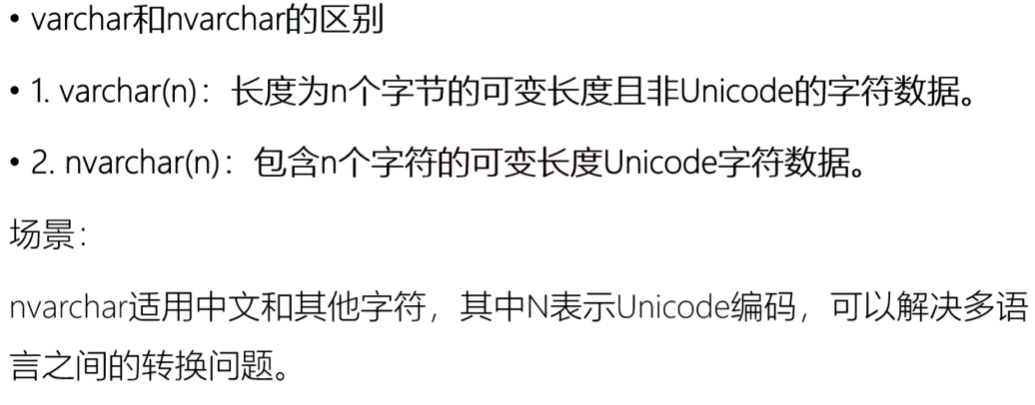 • varchar和nvarchar的区别
• 1. varchar(n)：长度为n个字节的可变长度且非Unicode的字符数据。
• 2. nvarchar(n)：包含n个字符的可变长度Unicode字符数据。
场景：
nvarchar适用中文和其他字符，其中N表示Unicode编码，可以解决多语
言之间的转换问题。